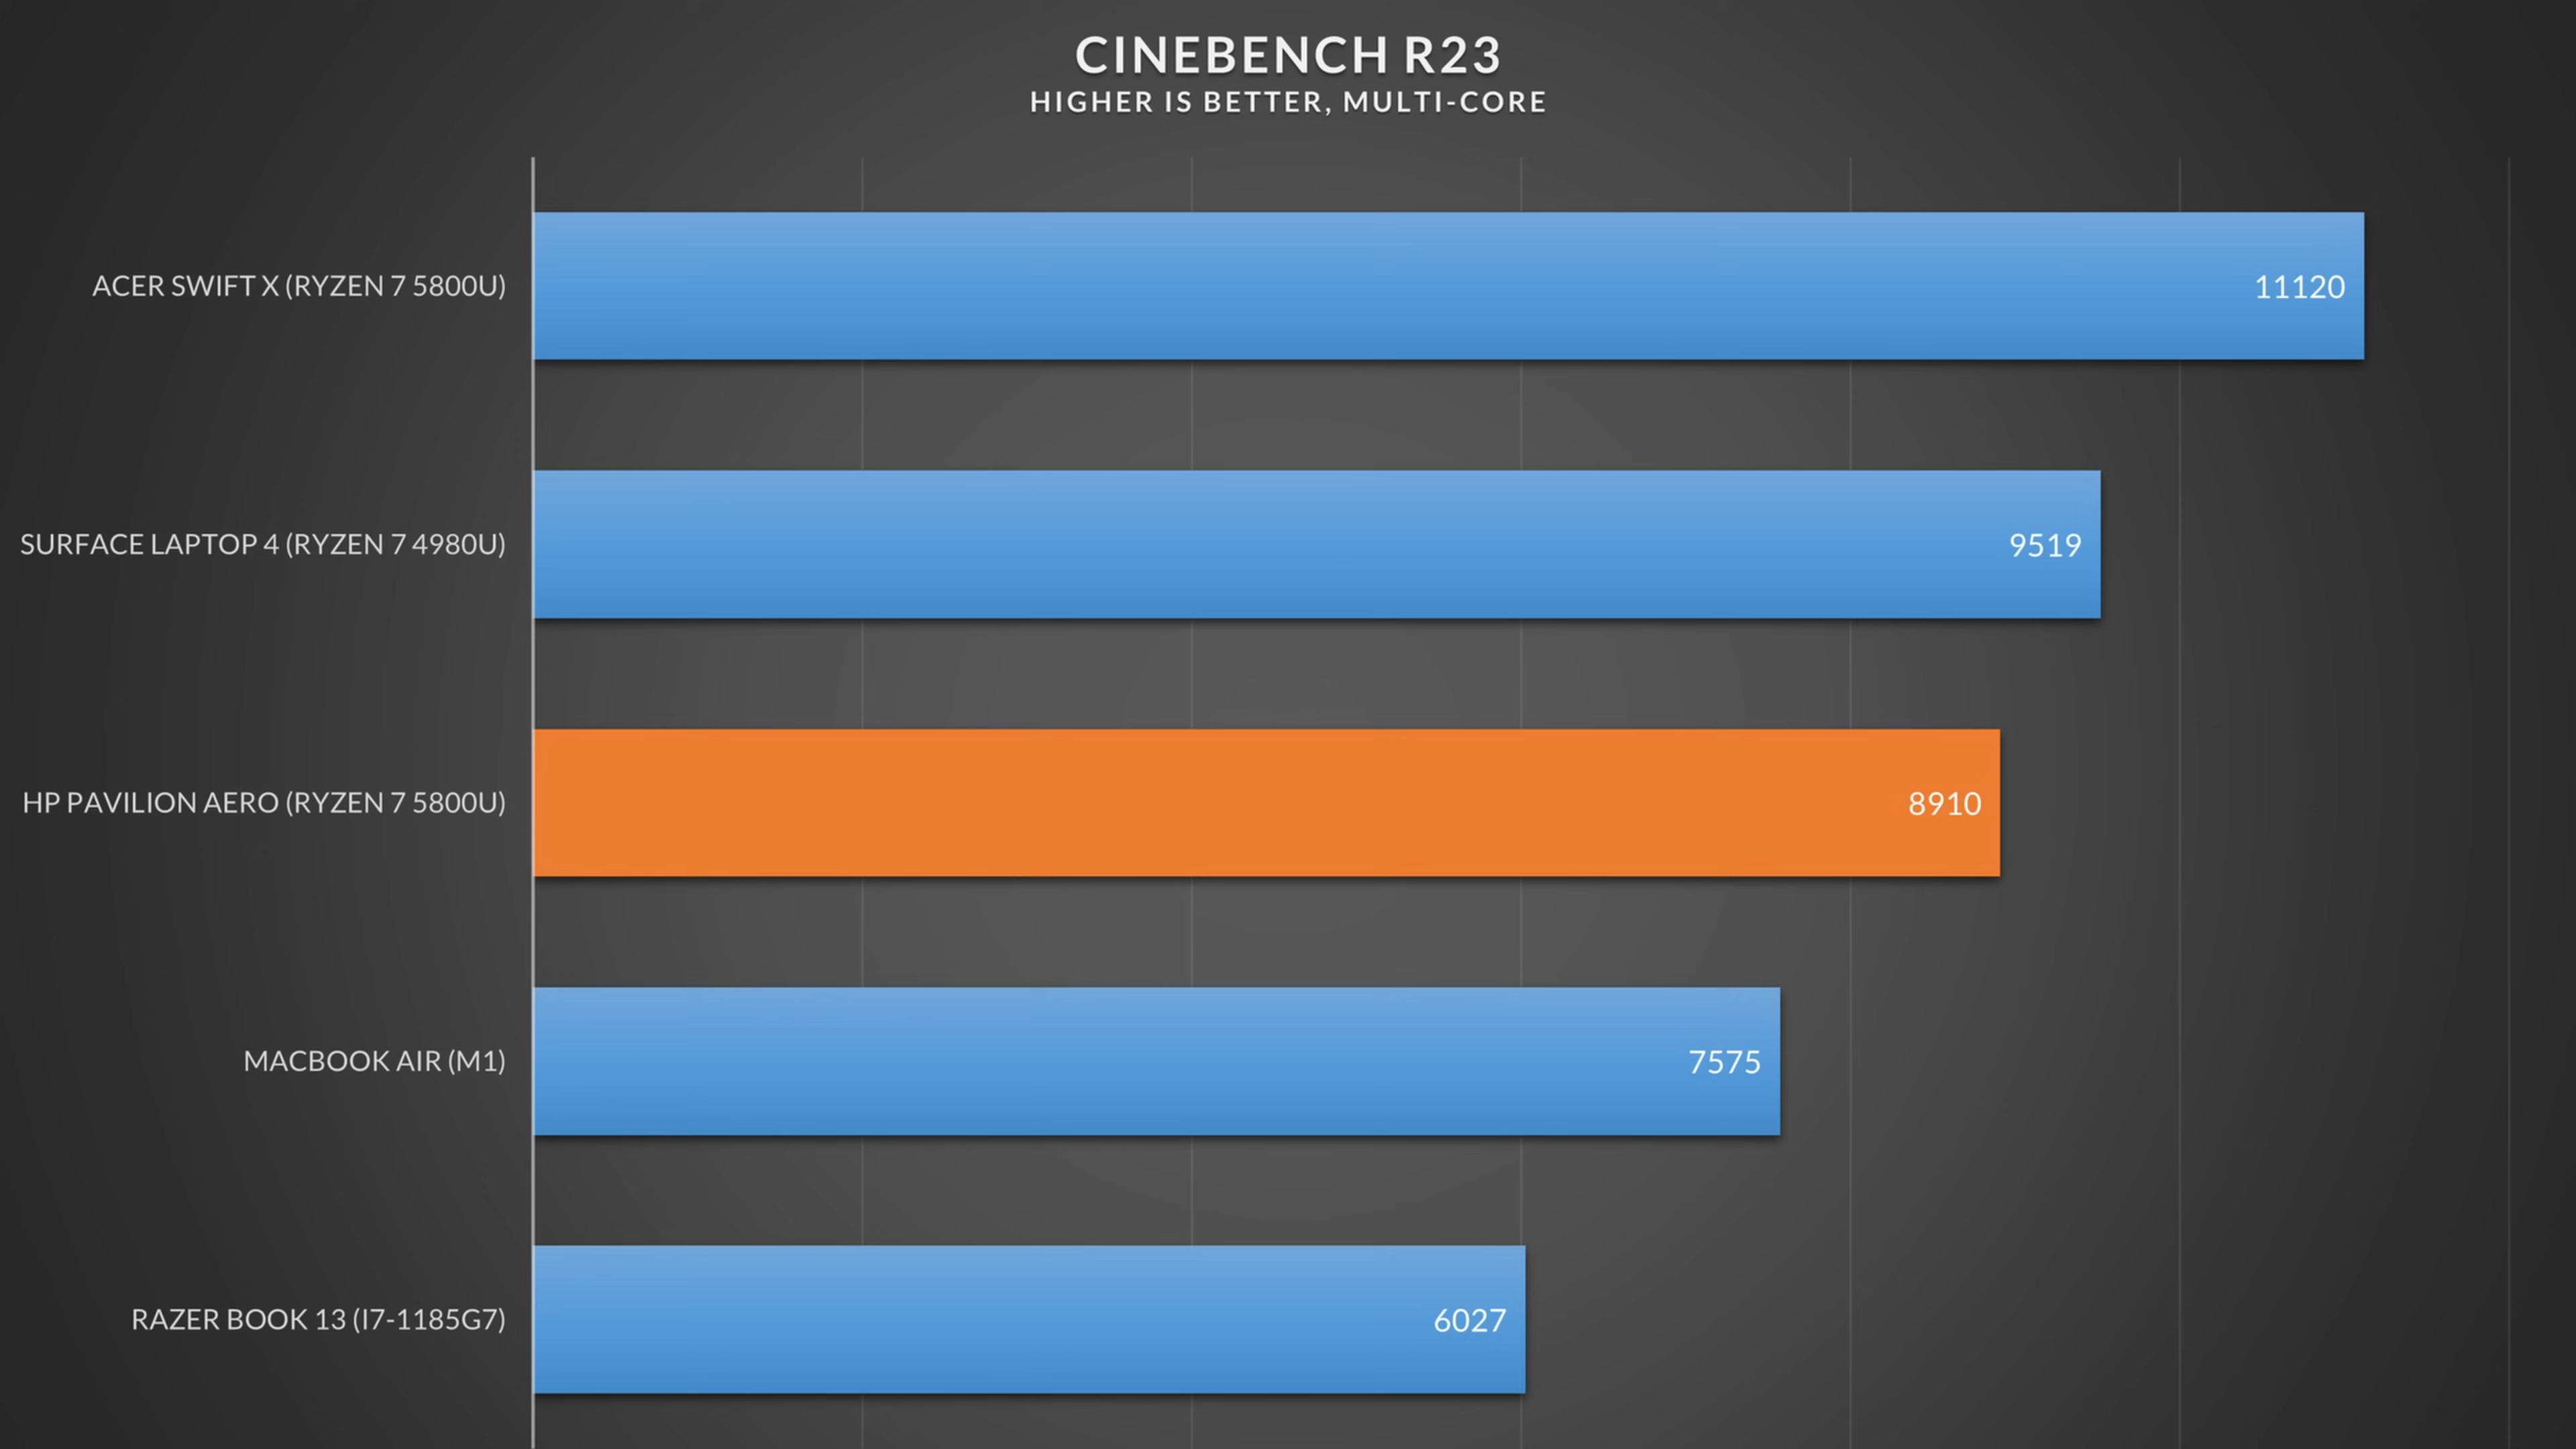 CINEBENCH R23
HIGHER IS BETTER, MULTI-CORE
ACER SWIFT X (RYZEN 7 5800U) 11120
SURFACE LAPTOP 4 (RYZEN 7 4980U) 9519
HP PAVILION AERO (RYZEN 7 5800U) 8910
MACBOOK AIR (M1) 7575
RAZER BOOK 13 (I7-1185G7) 6027